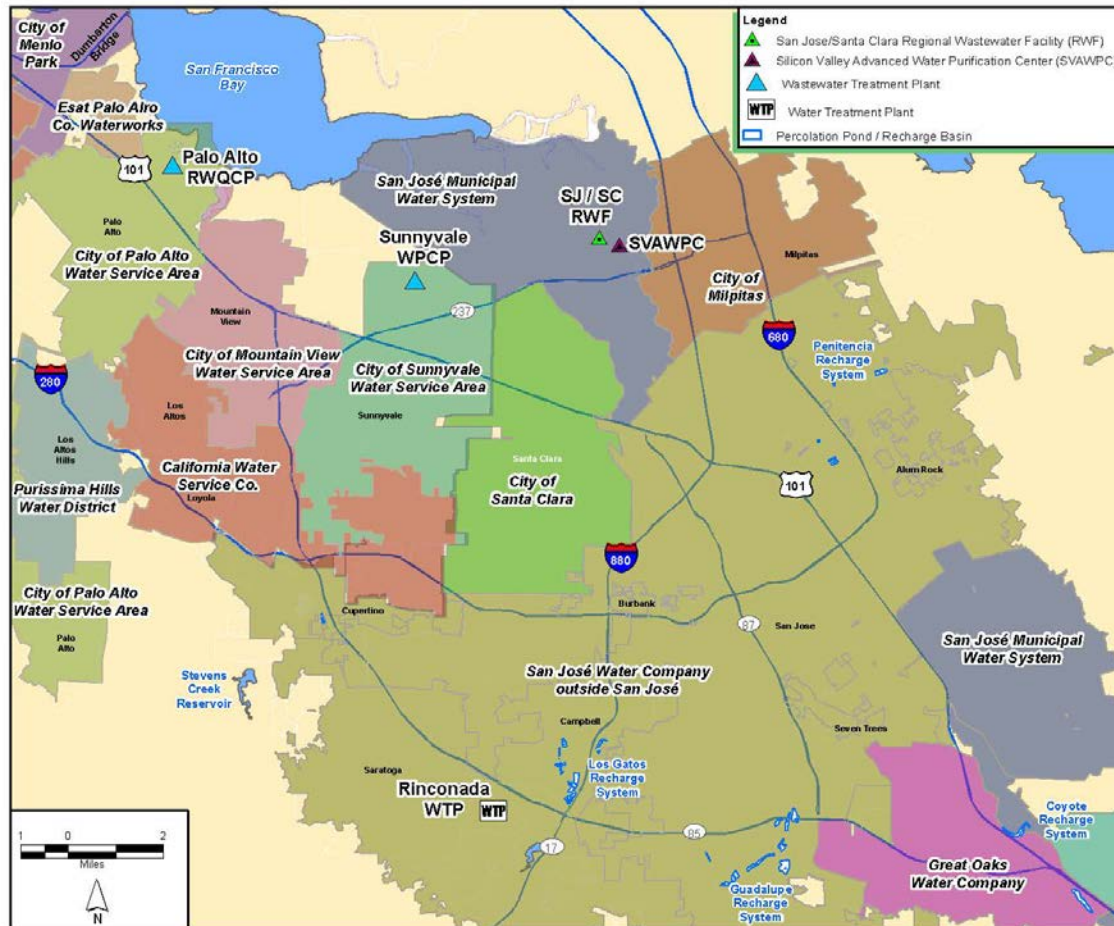 City of
Menlo
Park
Dumbarton
Bridge
San Francisco
Bay
Legend
San Jose/Santa Clara Regional Wastewater Facility (RWF)
Silicon Valley Advanced Water Purification Center (SVAWPC)
Wastewater Treatment Plant
WTP
Water Treatment Plant
Percolation Pond / Recharge Basin
Esat Palo Alro
Co. Waterworks
101
Palo Alto
RWQCP
San José Municipal
Water System
SJ / SC
RWF
SVAWPC
Palo
Alto
City of Palo Alto
Water Service Area
Sunnyvale
WPCP
Milpitas
City of
Milpitas
237
Mountain
View
680
Penitencia
Recharge
System
280
City of Mountain View
Water Service Area
City of Sunnyvale
Water Service Area
Los
Altos
Sunnyvale
Los
Altos
Hills
California Water
Service Co.
Loyola
Santa Clara
City of
Santa Clara
Alum Rock
101
Purissima Hills
Water District
880
City of Palo Alto
Water Service Area
Palo
Alto
Cupertino
Burbank
87
San Jose
San José Municipal
Water System
Stevens
Creek
Reservoir
San José Water Company
outside San José
Campbell
Seven Trees
Saratoga
Los Gatos
Recharge
System
Rinconada
WTP
WTP
85
17
Coyote
Recharge
System
Great Oaks
Water Company
Guadalupe
Recharge
System
1 0 2
Miles
N